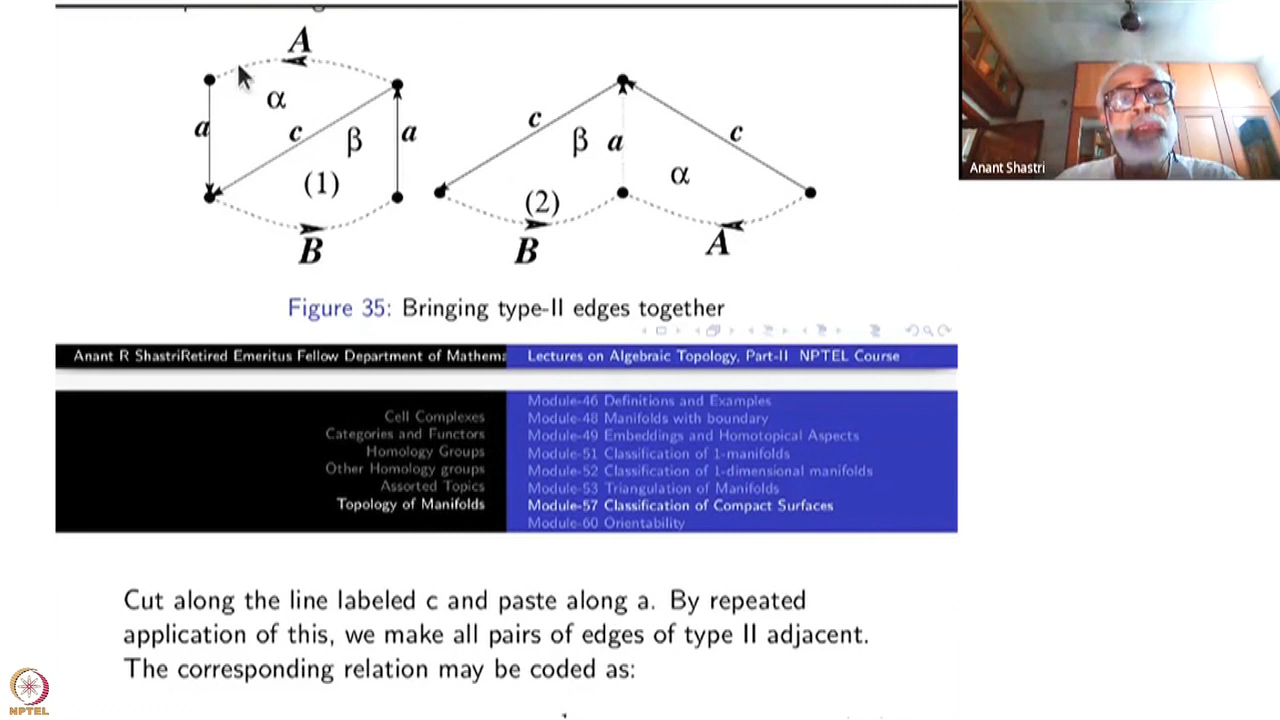 A
α
a
c
β
a
(1)
B
c
β
a
c
α
(2)
B
A
Figure 35: Bringing type-II edges together
Anant R ShastriRetired Emeritus Fellow Department of Mathema
Lectures on Algebraic Topology, Part-II NPTEL Course
Cell Complexes
Categories and Functors
Homology Groups
Other Homology groups
Assorted Topics
Topology of Manifolds
Module-46 Definitions and Examples
Module-48 Manifolds with boundary
Module-49 Embeddings and Homotopical Aspects
Module-51 Classification of 1-manifolds
Module-52 Classification of 1-dimensional manifolds
Module-53 Triangulation of Manifolds
Module-57 Classification of Compact Surfaces
Module-60 Orientability
Cut along the line labeled c and paste along a. By repeated
application of this, we make all pairs of edges of type II adjacent.
The corresponding relation may be coded as:
Anant Shastri
NPTEL